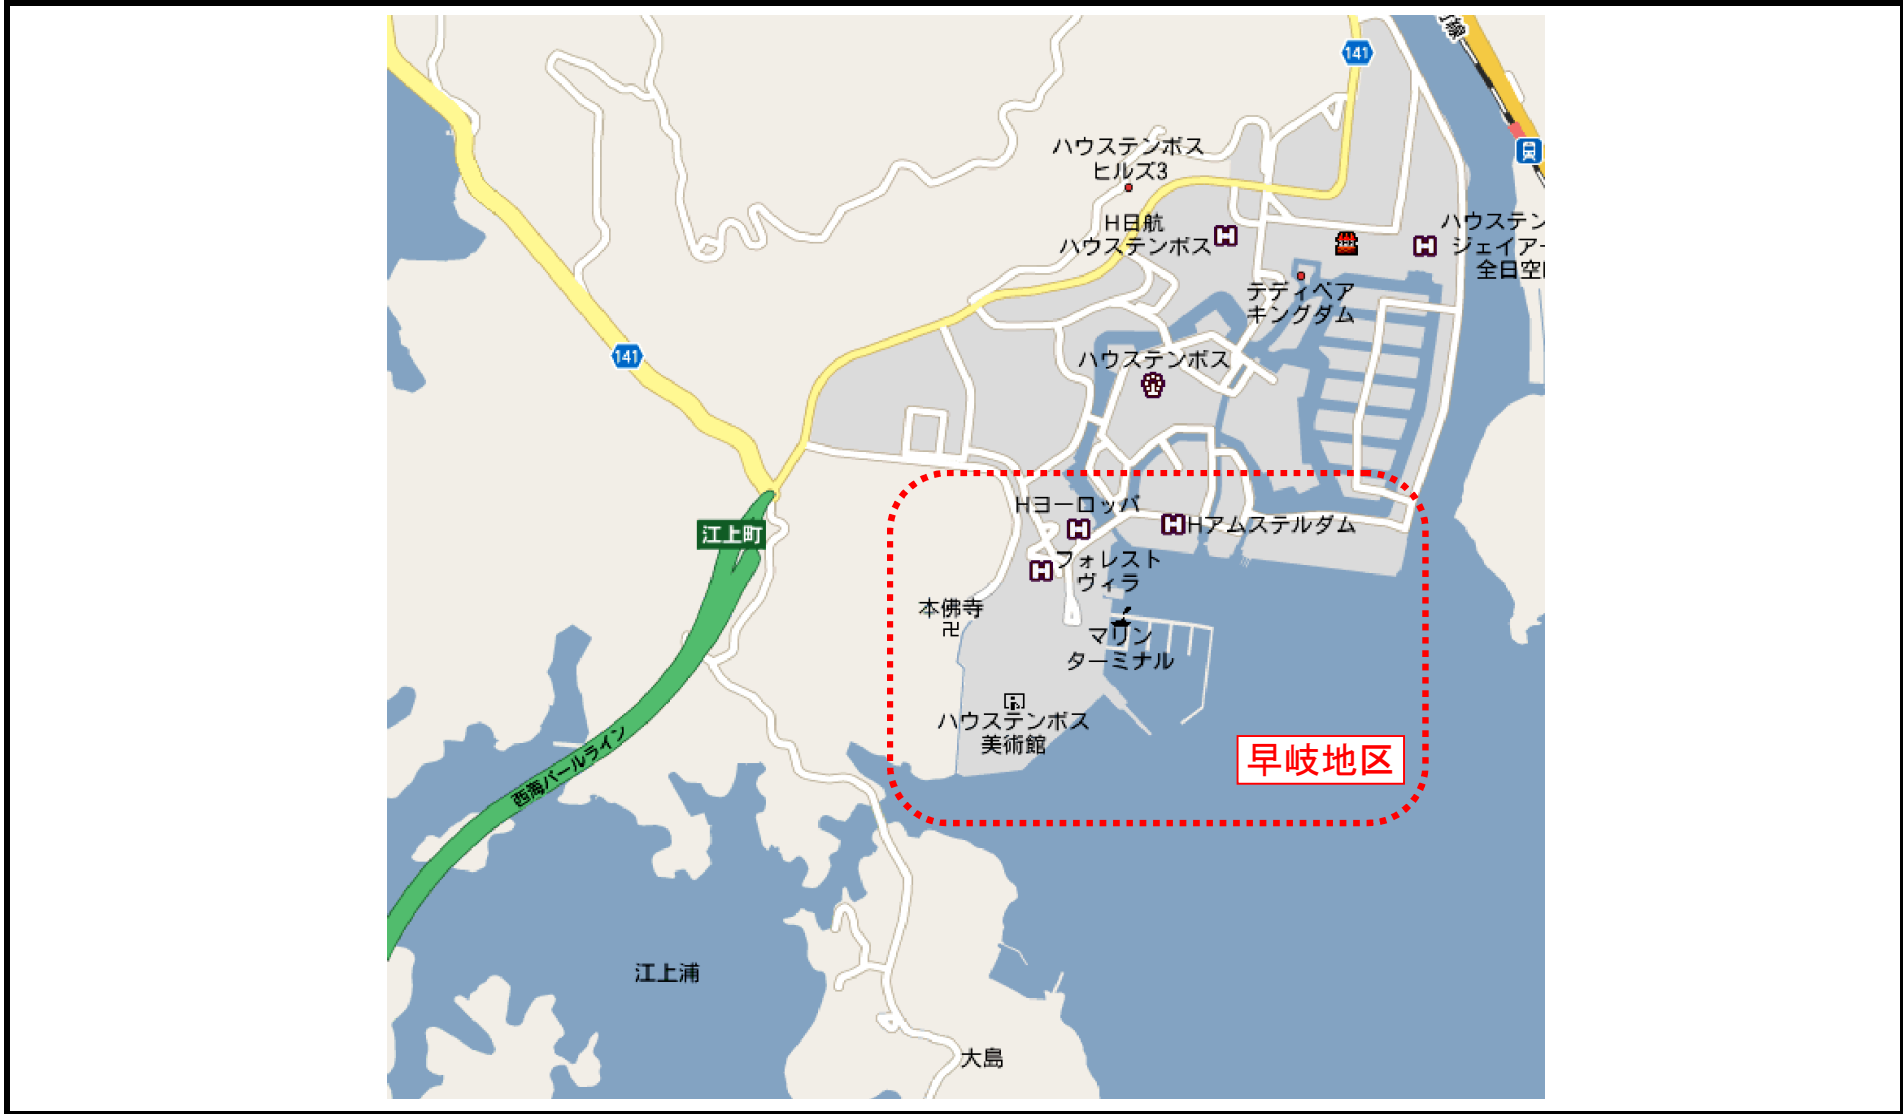 線
141
ハウステンボス
ヒルズ3
H日航
ハウステンボス
ハウステン
ジェイアー
全日空
テディベア
キングダム
ハウステンボス
141
江上町
Hヨーロッパ
Hアムステルダム
フォレスト
ヴィラ
本佛寺
卍
マリン
ターミナル
ハウステンボス
美術館
早岐地区
西海パールライン
江上浦
大島